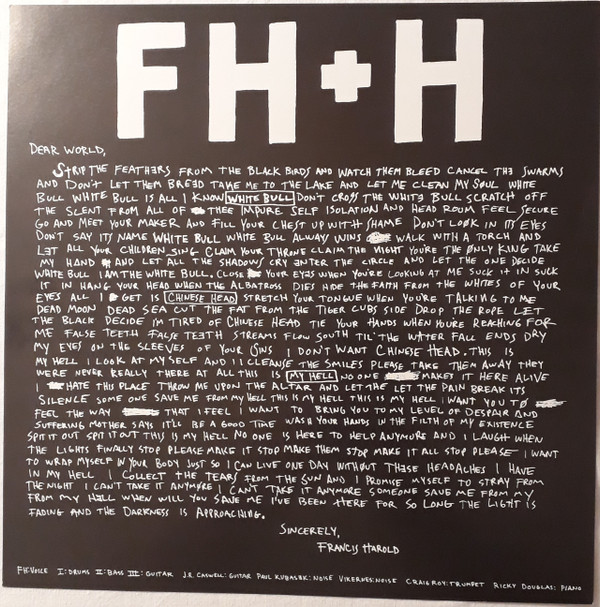 FH+H
DEAR WORLD,
STRIP THE FEATHERS FROM THE BLACK BIRDS AND WATCH THEM BLEED CANCEL THE SWARMS
AND DON'T LET THEM BREED TAKE ME TO THE LAKE AND LET ME CLEAN MY SOUL WHITE
BULL WHITE BULL IS ALL I KNOW WHITE BULL DON'T CROSS THE WHITE BULL SCRATCH OFF
THE SCENT FROM ALL OF THEE IMPURE SELF ISOLATION AND HEAD ROOM FEEL SECURE
GO AND MEET YOUR MAKER AND FILL YOUR CHEST UP WITH SHAME DON'T LOOK IN ITS EYES
DON'T SAY ITS NAME WHITE BULL WHITE BULL ALWAY WINS WALK WITH A TORCH AND
LET ALL YOUR CHILDREN SING CLAIM YOUR THRONE CLAIM THE MIGHT YOU'RE THE ONLY KING TAKE
MY HAND AND LET ALL THE SHADOWS CRY ENTER THE CIRCLE AND LET THE ONE DECIDE
WHITE BULL I AM THE WHITE BULL. CLOSE YOUR EYES WHEN YOU'RE LOOKING AT ME SUCK IT IN SUCK
IT IN HANG YOUR HEAD WHEN THE ALBATROSS DIES HIDE THE FAITH FROM THE WHITES OF YOUR
EYES ALL I GET IS CHINESE HEAD STRETCH YOUR TONGUE WHEN YOU'RE TALKING TO ME
DEAD MOON DEAD SEA CUT THE FAT FROM THE TIGER CUBS SIDE DROP THE ROPE LET
THE BLACK DECIDE I'M TIRED OF CHINESE HEAD TIE YOUR HANDS WHEN YOU'RE REACHING FOR
ME FALSE TEETH FALSE TEETH STREAMS FLOW SOUTH TIL' THE WATER FALL ENDS DRY
MY EYES ON THE SLEEVES OF YOUR SINS I DON'T WANT CHINESE HEAD. THIS IS
MY HELL I LOOK AT MY SELF AND I'LL CLEANSE THE SMILES PLEASE TAKE THEM AWAY THEY
WERE NEVER REALLY THERE AT ALL THIS IS MY HELL NO ONE MAKES IT HERE ALIVE
I HATE THIS PLACE THROW ME UPON THE ALTAR AND LET THE LET THE PAIN BREAK ITS
SILENCE SOME ONE SAVE ME FROM MY HELL THIS IS MY HELL THIS IS MY HELL I WANT YOU TO
FEEL THE WAY THAT I FEEL I WANT TO BRING YOU TO MY LEVEL OF DESPAIR AND
SUFFERING MOTHER SAYS IT'LL BE A GOOD TIME WASH YOUR HANDS IN THE FILTH OF MY EXISTENCE
SPIT IT OUT SPIT IT OUT THIS IS MY HELL NO ONE IS HERE TO HELP ANYMORE AND I LAUGH WHEN
THE LIGHTS FINALLY STOP PLEASE MAKE IT STOP MAKE THEM STOP MAKE IT ALL STOP PLEASE I WANT
TO WRAP MYSELF IN YOUR BODY JUST SO I CAN LIVE ONE DAY WITHOUT THESE HEADACHES I HAVE
IN MY HELL I COLLECT THE TEARS FROM THE SUN AND I PROMISE MYSELF TO STRAY FROM
THE NIGHT I CAN'T TAKE IT ANYMORE I CAN'T TAKE IT ANYMORE SOMEONE SAVE ME FROM MY
FROM MY HELL WHEN WILL YOU SAVE ME I'VE BEEN HERE FOR SO LONG THE LIGHT IS
FADING AND THE DARKNESS IS APPROACHING.
SINCERELY,
FRANCIS HAROLD
FH:VOICE I:DRUMS II:BASS III:GUITAR J.R. CASWELL:GUITAR PAUL KUBASEK:NOISE VIKERNES:NOISE CRAIG ROY:TRUMPET RICKY DOUGLAS:PIANO